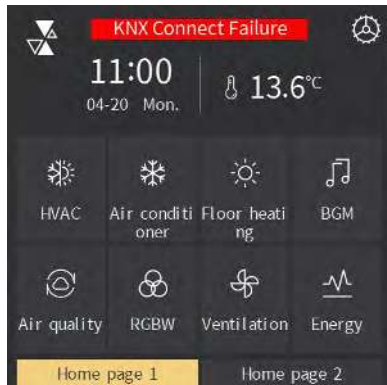 KNX Connect Failure
11:00
04-20 Mon.
13.6°C
HVAC
Air conditi
oner
Floor heati
ng
BGM
Air quality
RGBW
Ventilation
Energy
Home page 1
Home page 2